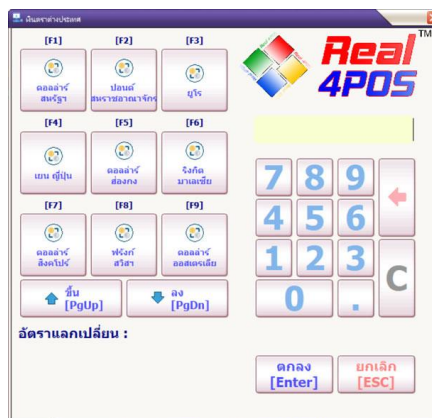 เงินตราต่างประเทศ
[F1] [F2] [F3]
ดอลล่าร์ สหรัฐฯ
ปอนด์ สหราชอาณาจักร
ยูโร
[F4] [F5] [F6]
เยน ญี่ปุ่น
ดอลล่าร์ ฮ่องกง
ริงกิต มาเลเซีย
[F7] [F8] [F9]
ดอลล่าร์ สิงคโปร์
ฟรังก์ สวิสฯ
ดอลล่าร์ ออสเตรเลีย
ขึ้น [PgUp]
ลง [PgDn]
อัตราแลกเปลี่ยน :
Real TM
4POS
7 8 9
4 5 6
1 2 3 C
0 .
ตกลง [Enter]
ยกเลิก [ESC]